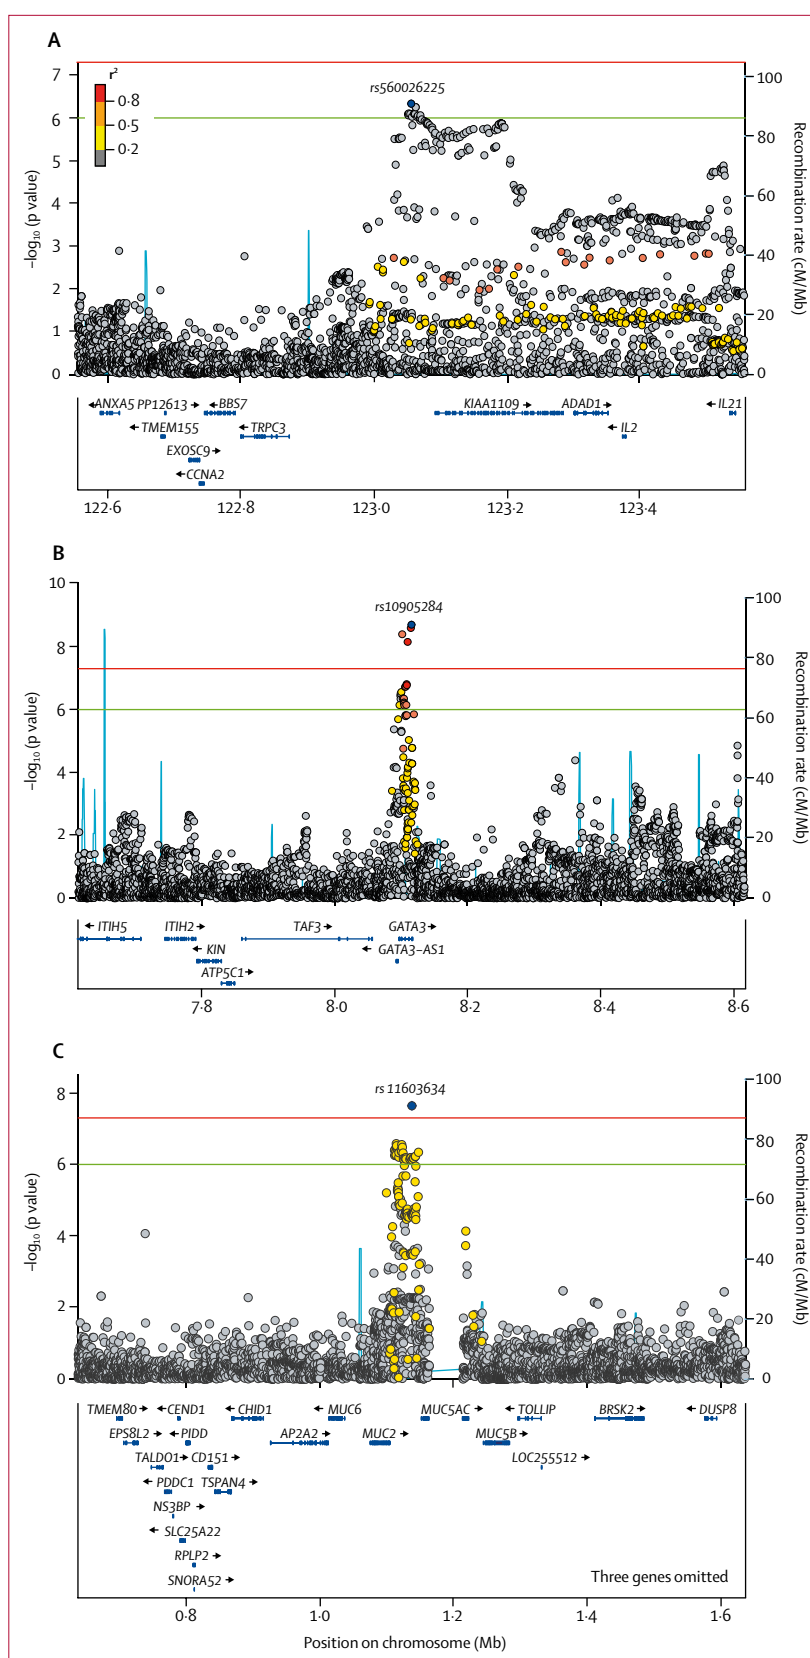 A
r²
0·8
0·5
0·2
rs560026225
7
6
5
4
3
2
1
0
–log₁₀ (p value)
100
80
60
40
20
0
Recombination rate (cM/Mb)
ANXA5 PP12613 BBS7 KIAA1109 ADAD1 IL21
TMEM155 TRPC3 IL2
EXOSC9
CCNA2
122·6 122·8 123·0 123·2 123·4
B
rs10905284
10
8
6
4
2
0
–log₁₀ (p value)
100
80
60
40
20
0
Recombination rate (cM/Mb)
ITIH5 ITIH2 TAF3 GATA3
KIN GATA3–AS1
ATP5C1
7·8 8·0 8·2 8·4 8·6
C
rs 11603634
8
6
4
2
0
–log₁₀ (p value)
100
80
60
40
20
0
Recombination rate (cM/Mb)
TMEM80 CEND1 CHID1 MUC6 MUC5AC TOLLIP BRSK2 DUSP8
EPS8L2 PIDD AP2A2 MUC2 MUC5B
TALDO1 CD151 LOC255512
PDDC1 TSPAN4
NS3BP
SLC25A22
RPLP2
SNORA52
Three genes omitted
0·8 1·0 1·2 1·4 1·6
Position on chromosome (Mb)